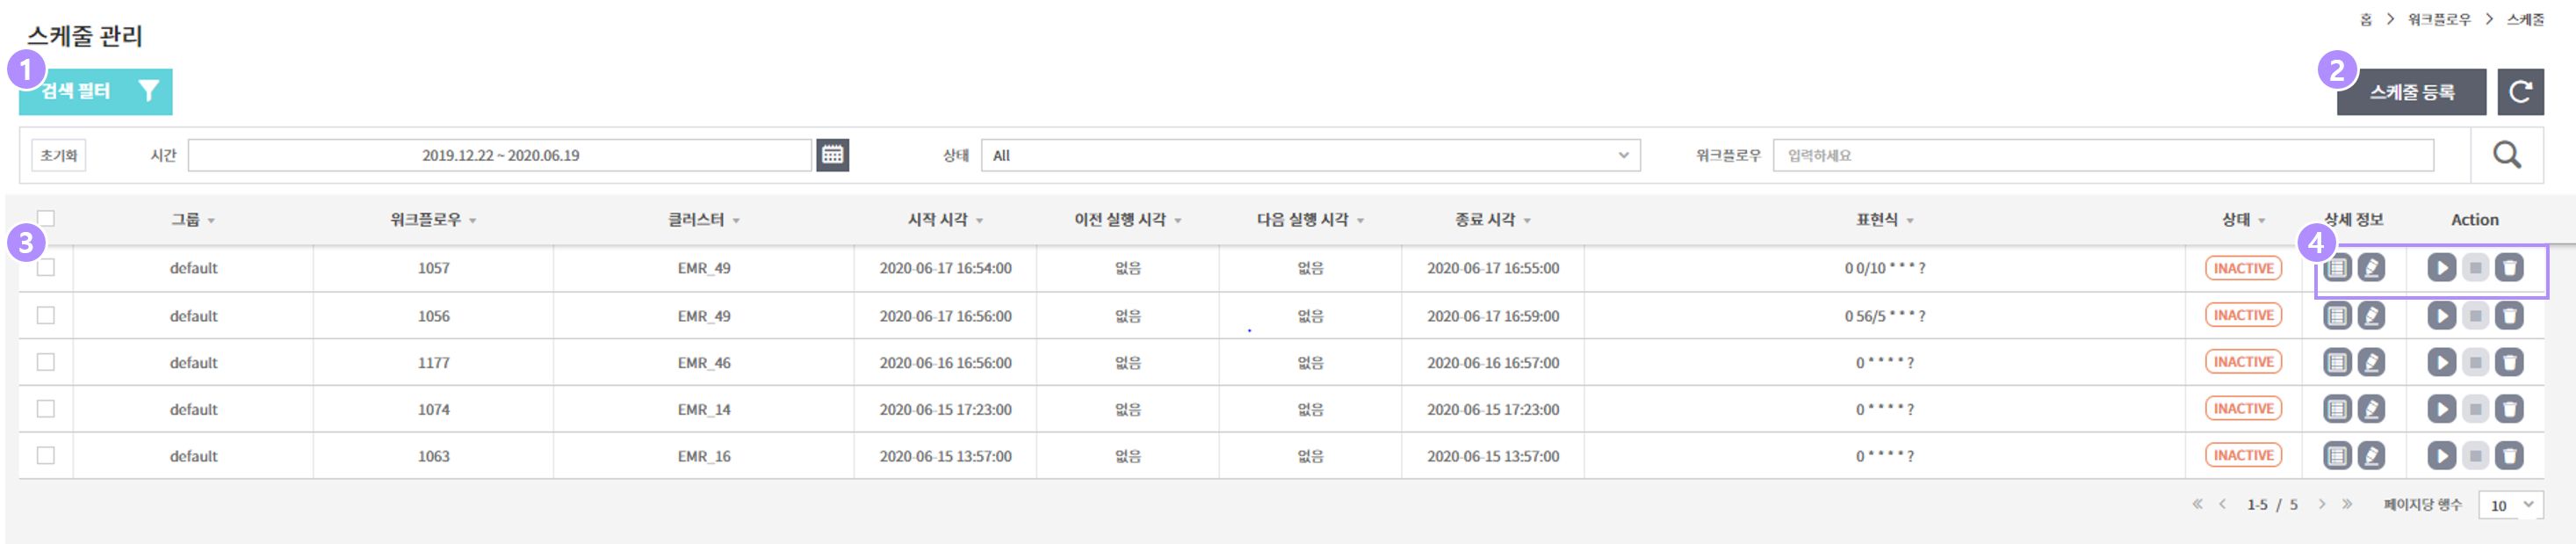 홈 > 워크플로우 > 스케줄
스케줄 관리
1 검색 필터
2 스케줄 등록
초기화 시간 2019.12.22 ~ 2020.06.19 상태 All 워크플로우 입력하세요
그룹 워크플로우 클러스터 시작 시각 이전 실행 시각 다음 실행 시각 종료 시각 표현식 상태 상세 정보 Action
3 4
default 1057 EMR_49 2020-06-17 16:54:00 없음 없음 2020-06-17 16:55:00 0 0/10 * * * ? INACTIVE
default 1056 EMR_49 2020-06-17 16:56:00 없음 없음 2020-06-17 16:59:00 0 56/5 * * * ? INACTIVE
default 1177 EMR_46 2020-06-16 16:56:00 없음 없음 2020-06-16 16:57:00 0 * * * * ? INACTIVE
default 1074 EMR_14 2020-06-15 17:23:00 없음 없음 2020-06-15 17:23:00 0 * * * * ? INACTIVE
default 1063 EMR_16 2020-06-15 13:57:00 없음 없음 2020-06-15 13:57:00 0 * * * * ? INACTIVE
« < 1-5 / 5 > » 페이지당 행수 10